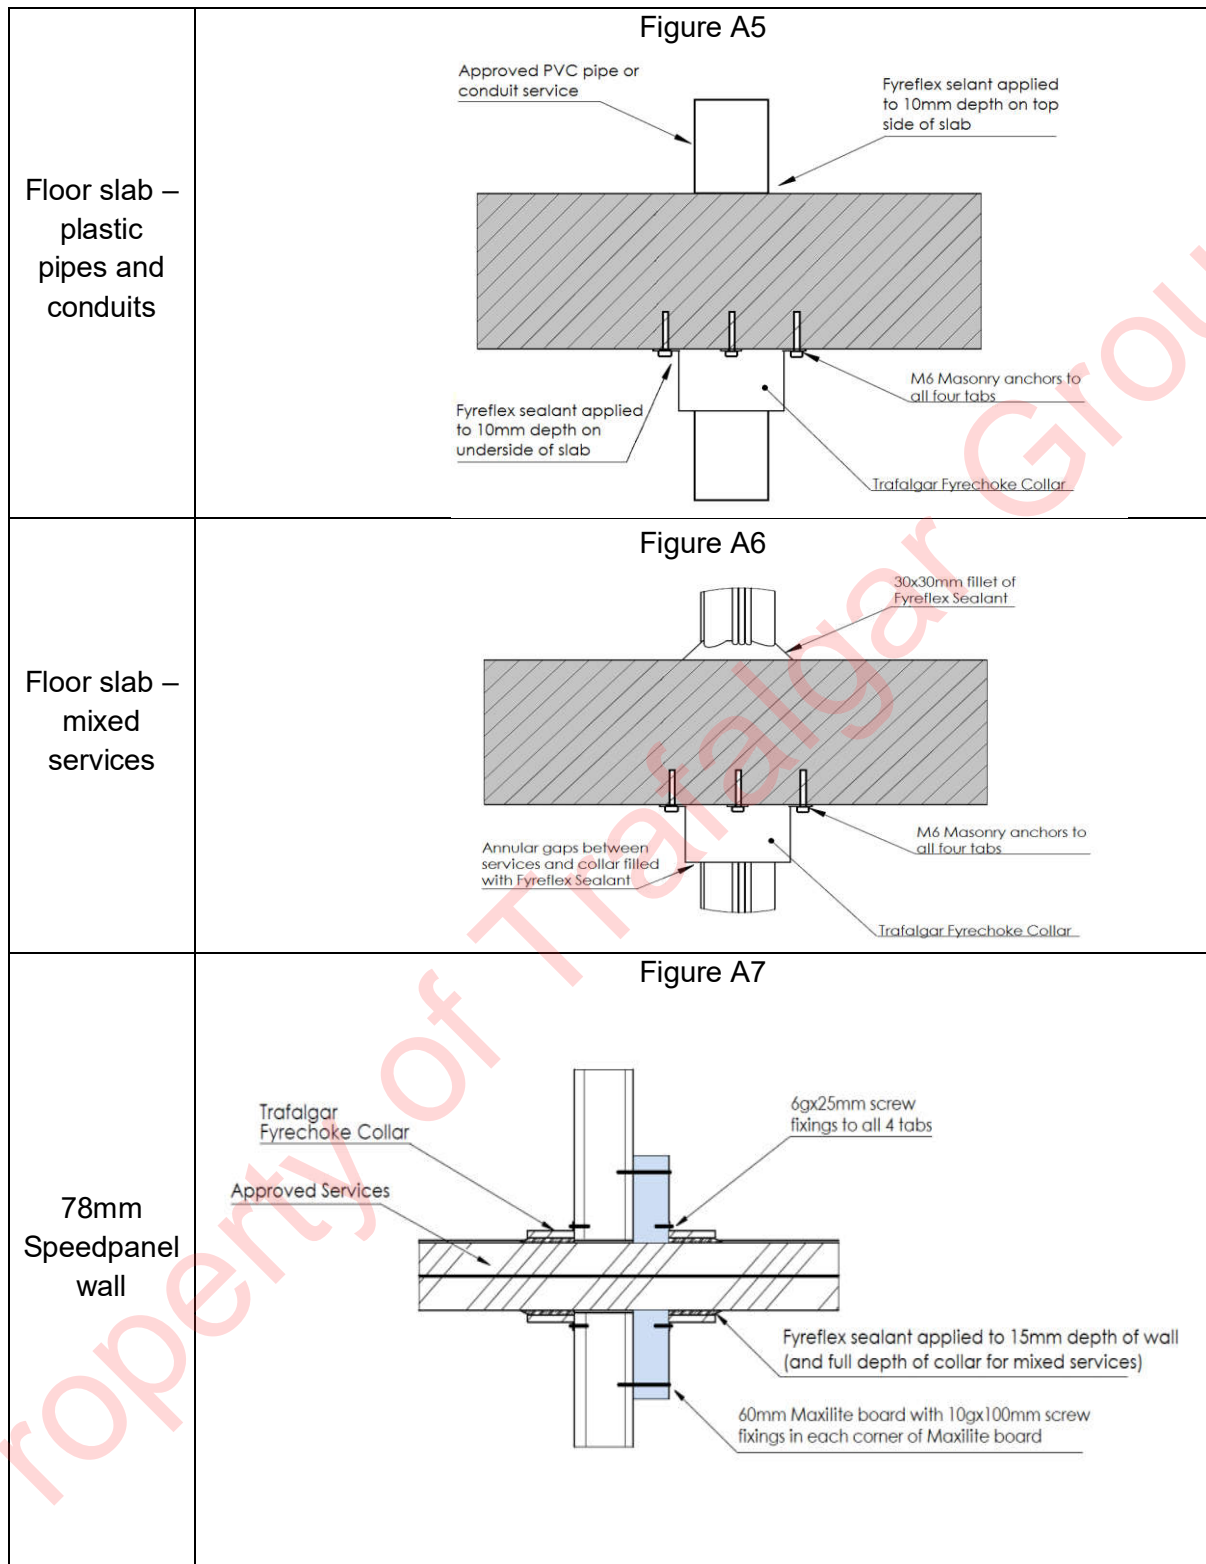 Figure A5
Floor slab –
plastic
pipes and
conduits
Approved PVC pipe or
conduit service
Fyreflex selant applied
to 10mm depth on top
side of slab
Fyreflex sealant applied
to 10mm depth on
underside of slab
M6 Masonry anchors to
all four tabs
Trafalgar Fyrechoke Collar
Figure A6
Floor slab –
mixed
services
30x30mm fillet of
Fyreflex Sealant
Annular gaps between
services and collar filled
with Fyreflex Sealant
M6 Masonry anchors to
all four tabs
Trafalgar Fyrechoke Collar
Figure A7
78mm
Speedpanel
wall
Trafalgar
Fyrechoke Collar
Approved Services
6gx25mm screw
fixings to all 4 tabs
Fyreflex sealant applied to 15mm depth of wall
(and full depth of collar for mixed services)
60mm Maxilite board with 10gx100mm screw
fixings in each corner of Maxilite board
roperty of Trafalgar Grou